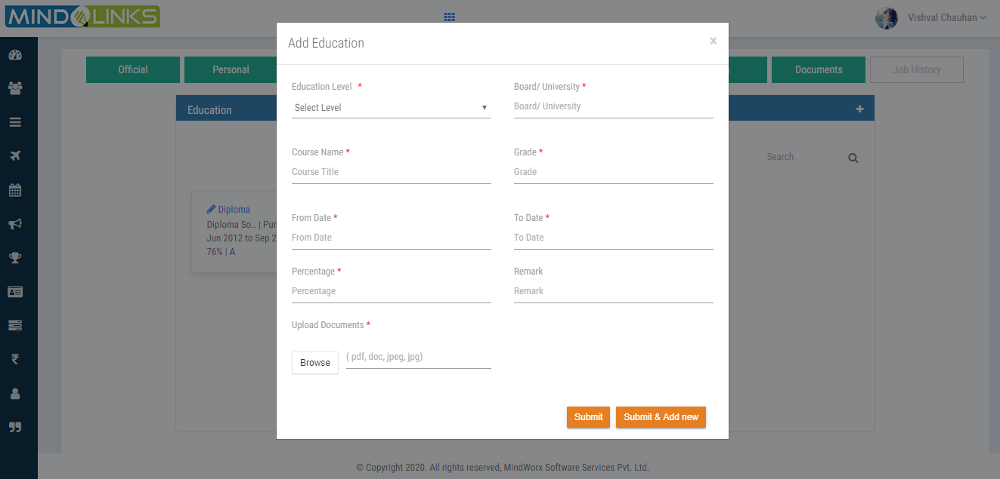 MINDLINKS
Vishval Chauhan
Add Education
×
Official
Personal
Documents
Job History
Education Level *
Board/ University *
Select Level
Board/ University
Education
+
Course Name *
Grade *
Course Title
Grade
Search
Diploma
Diploma So.. | Pun
Jun 2012 to Sep 2
76% | A
From Date *
To Date *
From Date
To Date
Percentage *
Remark
Percentage
Remark
Upload Documents *
Browse
( pdf, doc, jpeg, jpg)
Submit
Submit & Add new
© Copyright 2020. All rights reserved, MindWorx Software Services Pvt. Ltd.